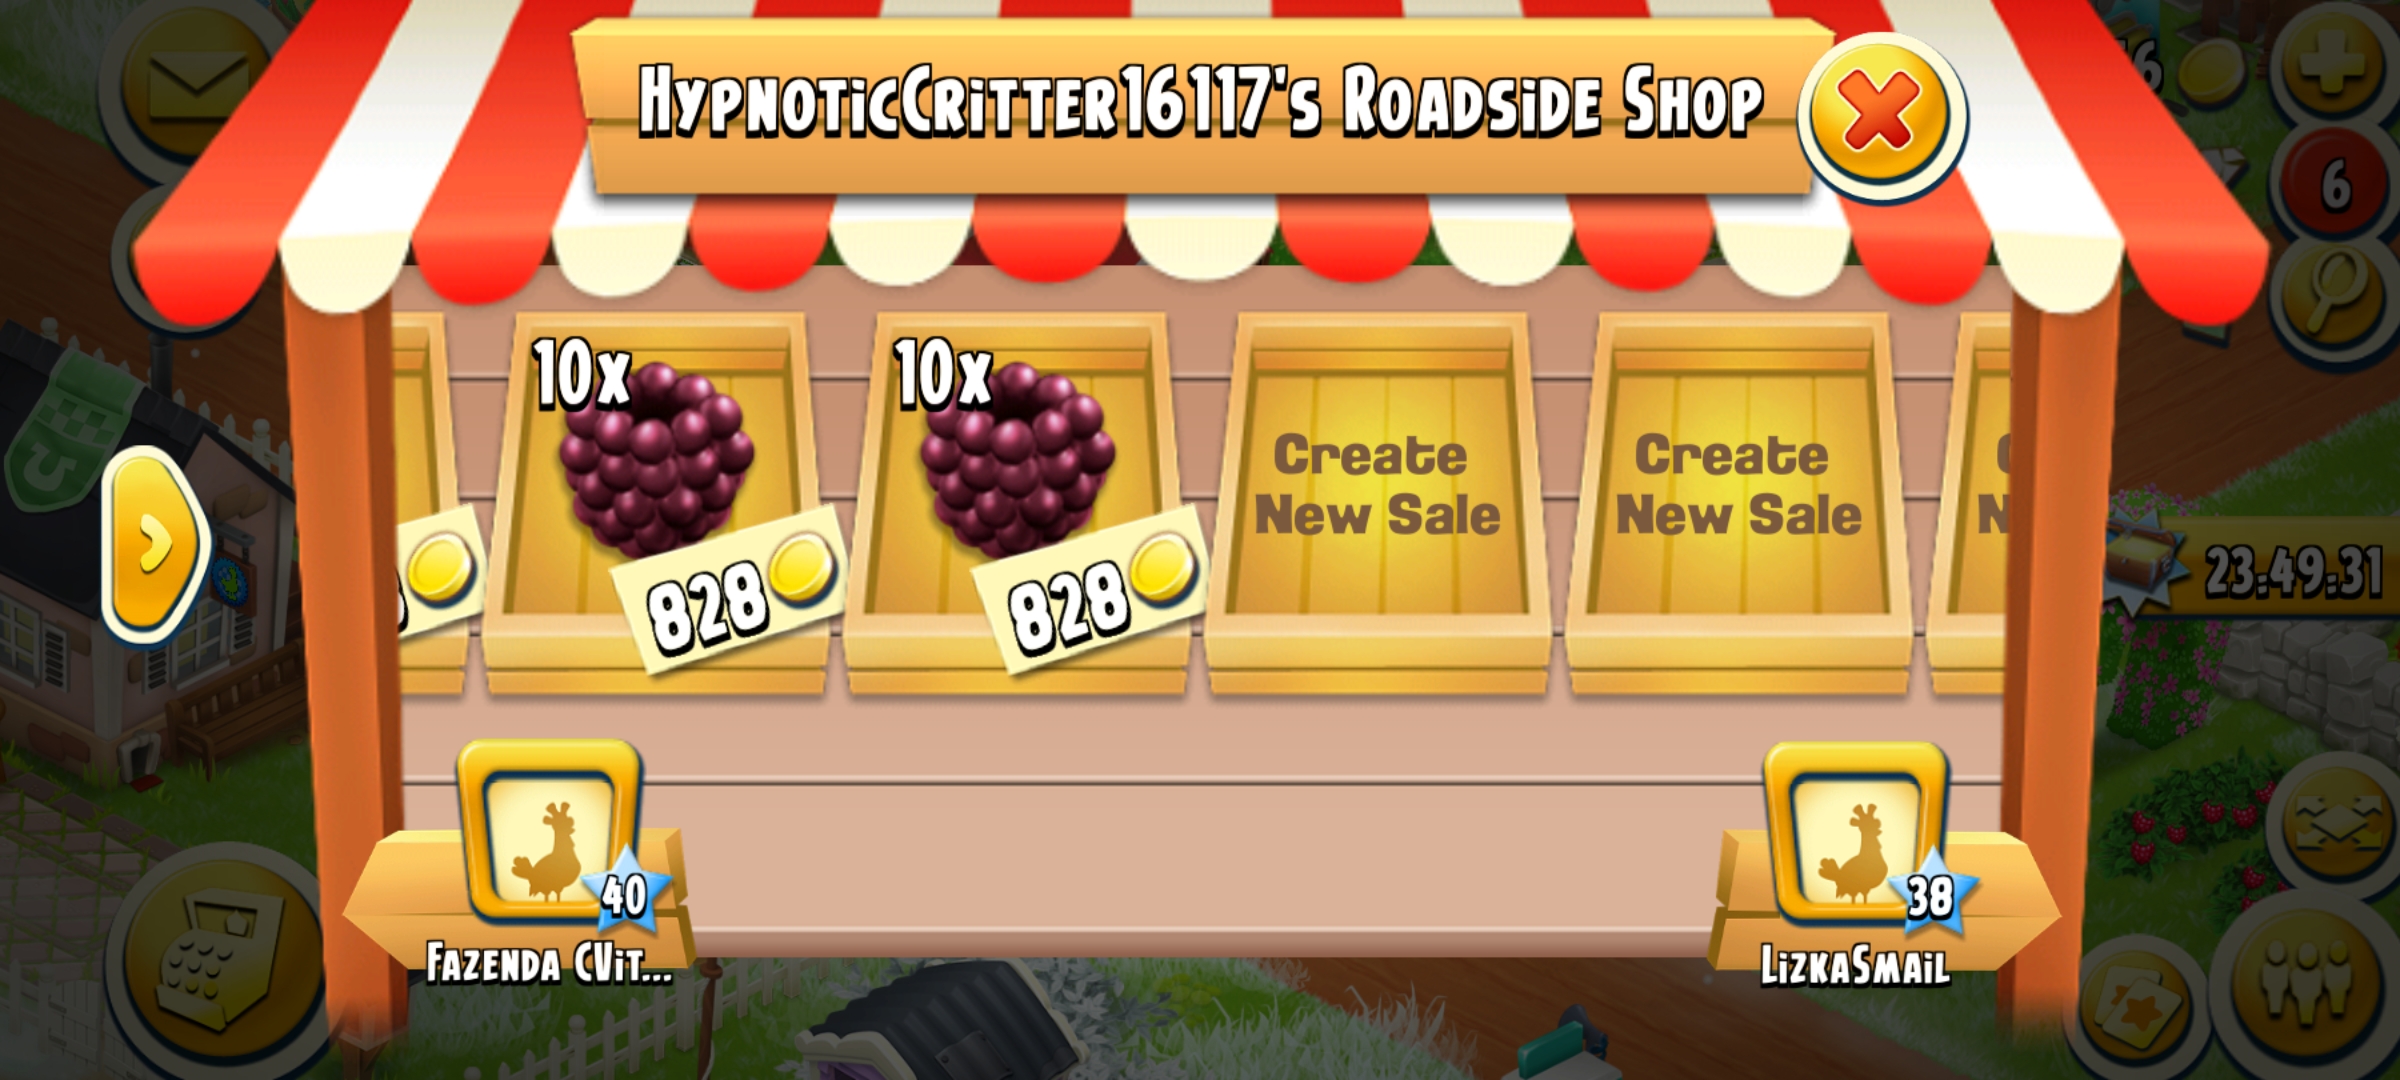 HypnoticCritter16117's Roadside Shop
6
10x
10x
Create
New Sale
Create
New Sale
828
828
23:49:31
40
38
Fazenda CVit...
LizkaSmail